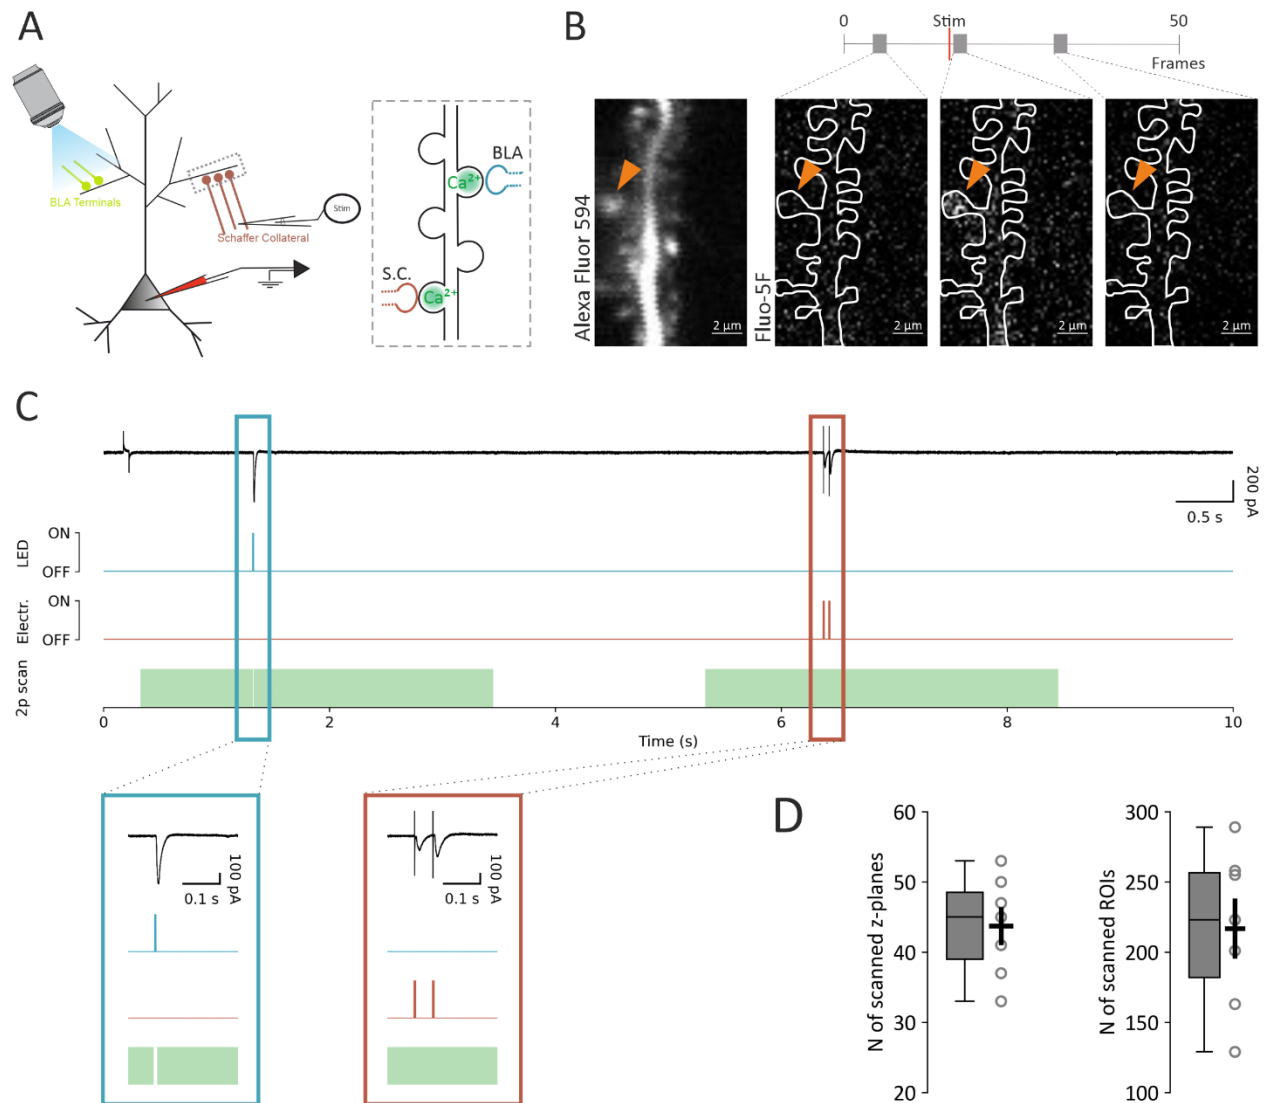 A
BLA Terminals
Stim
Schaffer Collateral
BLA
Ca²⁺
S.C.
Ca²⁺
B
0
Stim
50
Frames
Alexa Fluor 594
2 µm
Fluo-5F
2 µm
2 µm
2 µm
C
200 pA
0.5 s
LED
ON
OFF
Electr.
ON
OFF
2p scan
0 2 4 6 8 10
Time (s)
100 pA
0.1 s
100 pA
0.1 s
D
N of scanned z-planes
60
50
40
30
20
N of scanned ROIs
300
250
200
150
100